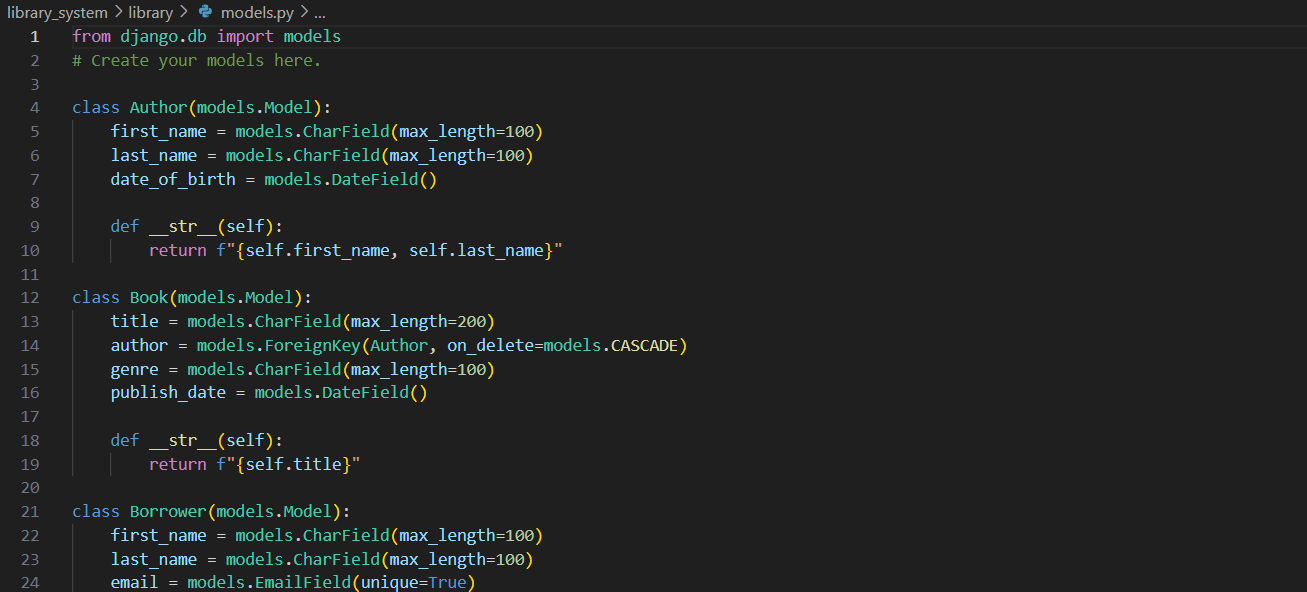 library_system > library > models.py > ...
1 from django.db import models
2 # Create your models here.
3
4 class Author(models.Model):
5     first_name = models.CharField(max_length=100)
6     last_name = models.CharField(max_length=100)
7     date_of_birth = models.DateField()
8
9     def __str__(self):
10         return f"{self.first_name, self.last_name}"
11
12 class Book(models.Model):
13     title = models.CharField(max_length=200)
14     author = models.ForeignKey(Author, on_delete=models.CASCADE)
15     genre = models.CharField(max_length=100)
16     publish_date = models.DateField()
17
18     def __str__(self):
19         return f"{self.title}"
20
21 class Borrower(models.Model):
22     first_name = models.CharField(max_length=100)
23     last_name = models.CharField(max_length=100)
24     email = models.EmailField(unique=True)